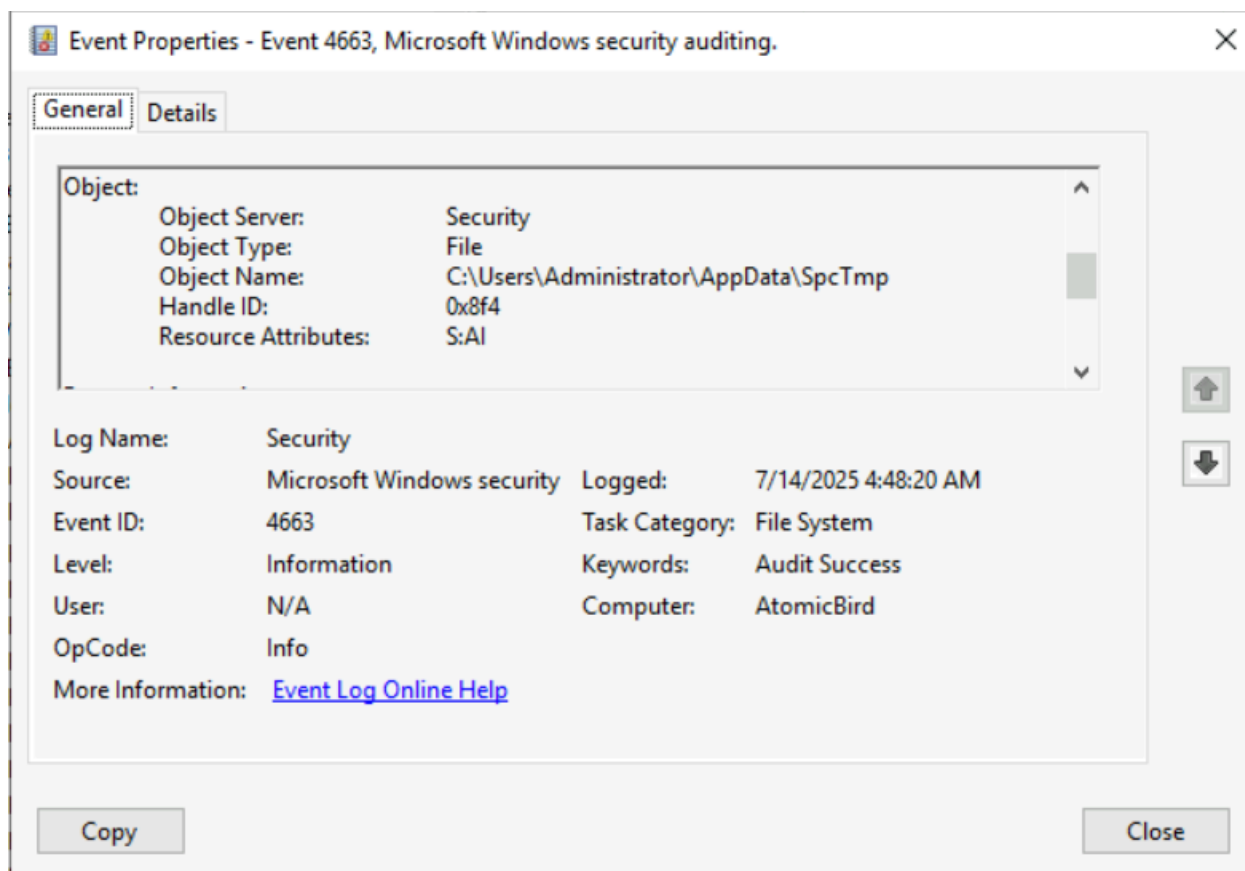 Event Properties - Event 4663, Microsoft Windows security auditing.
General Details
Object:
Object Server: Security
Object Type: File
Object Name: C:\Users\Administrator\AppData\SpcTmp
Handle ID: 0x8f4
Resource Attributes: S:AI
Log Name: Security
Source: Microsoft Windows security Logged: 7/14/2025 4:48:20 AM
Event ID: 4663 Task Category: File System
Level: Information Keywords: Audit Success
User: N/A Computer: AtomicBird
OpCode: Info
More Information: Event Log Online Help
Copy Close